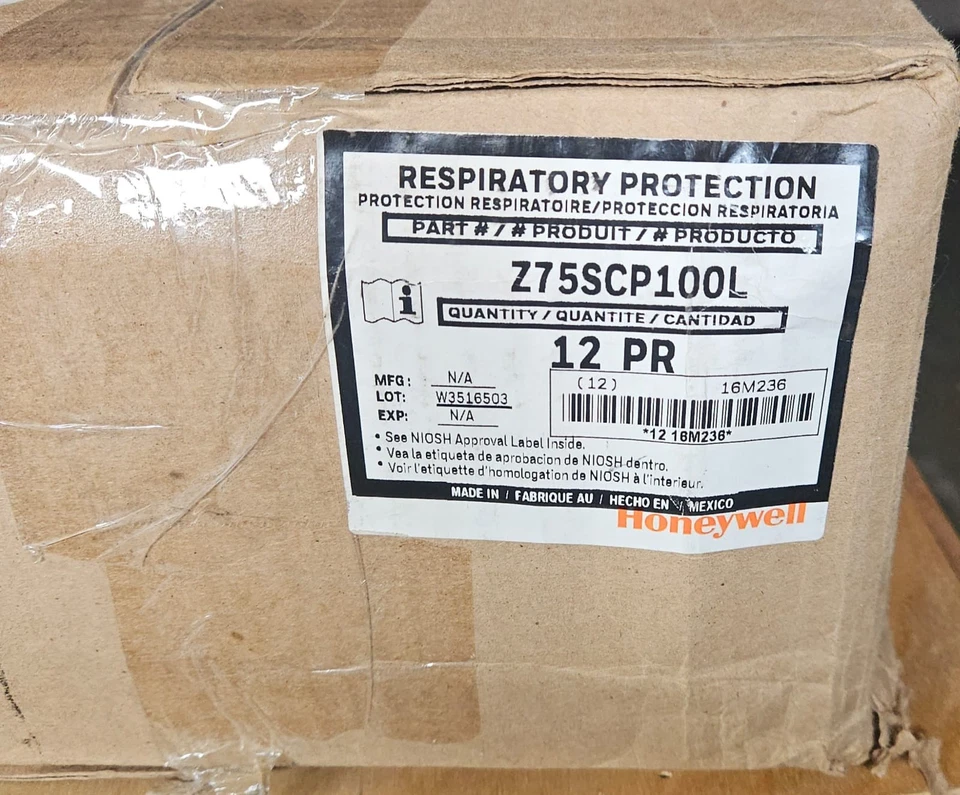 RESPIRATORY PROTECTION
PROTECTION RESPIRATOIRE/PROTECCION RESPIRATORIA
PART # / # PRODUIT / # PRODUCTO
Z75SCP100L
i
QUANTITY / QUANTITE / CANTIDAD
12 PR
MFG: N/A
LOT: W3516503
EXP: N/A
(12) 16M236
*12 16M236*
• See NIOSH Approval Label Inside.
• Vea la etiqueta de aprobacion de NIOSH dentro.
• Voir l'etiquette d'homologation de NIOSH à l'interieur.
MADE IN / FABRIQUE AU / HECHO EN / MEXICO
Honeywell